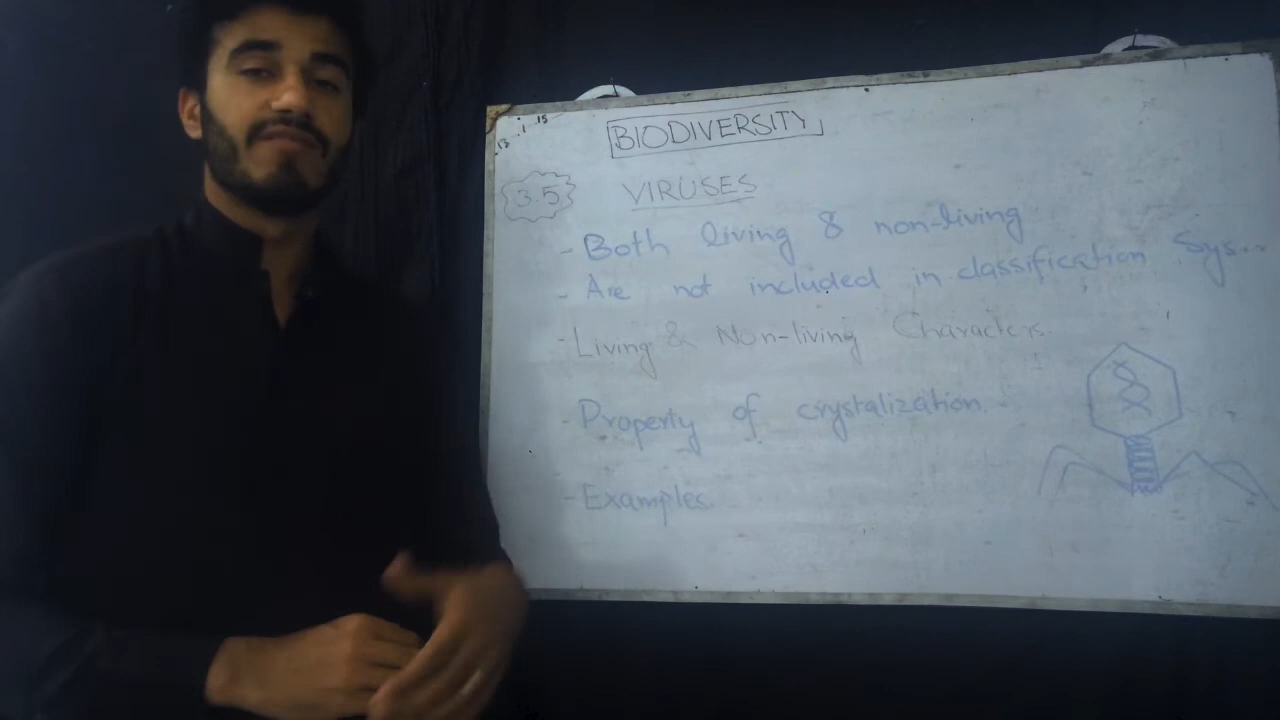 BIODIVERSITY
3.5 VIRUSES
- Both living & non-living
- Are not included in classification Sys...
- Living & Non-living Characters.
- Property of crystalization.
- Examples.